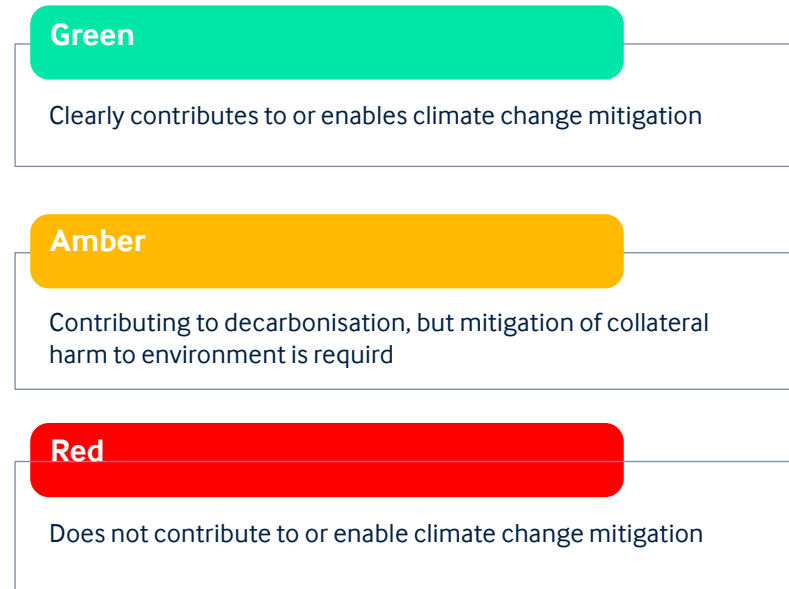 Green
Clearly contributes to or enables climate change mitigation
Amber
Contributing to decarbonisation, but mitigation of collateral
harm to environment is requird
Red
Does not contribute to or enable climate change mitigation